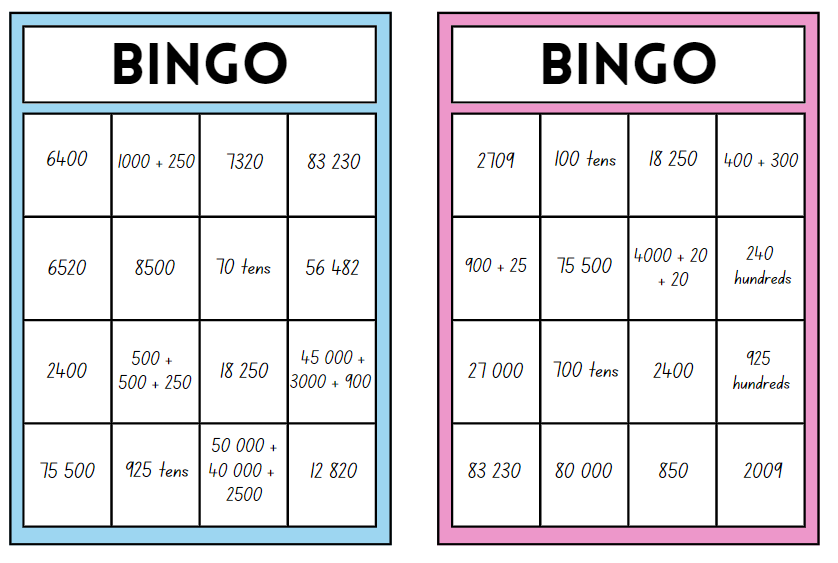 BINGO
6400
1000 + 250
7320
83 230
6520
8500
70 tens
56 482
2400
500 +
500 + 250
18 250
45 000 +
3000 + 900
75 500
925 tens
50 000 +
40 000 +
2500
12 820
BINGO
2709
100 tens
18 250
400 + 300
900 + 25
75 500
4000 + 20
+ 20
240
hundreds
27 000
700 tens
2400
925
hundreds
83 230
80 000
850
2009